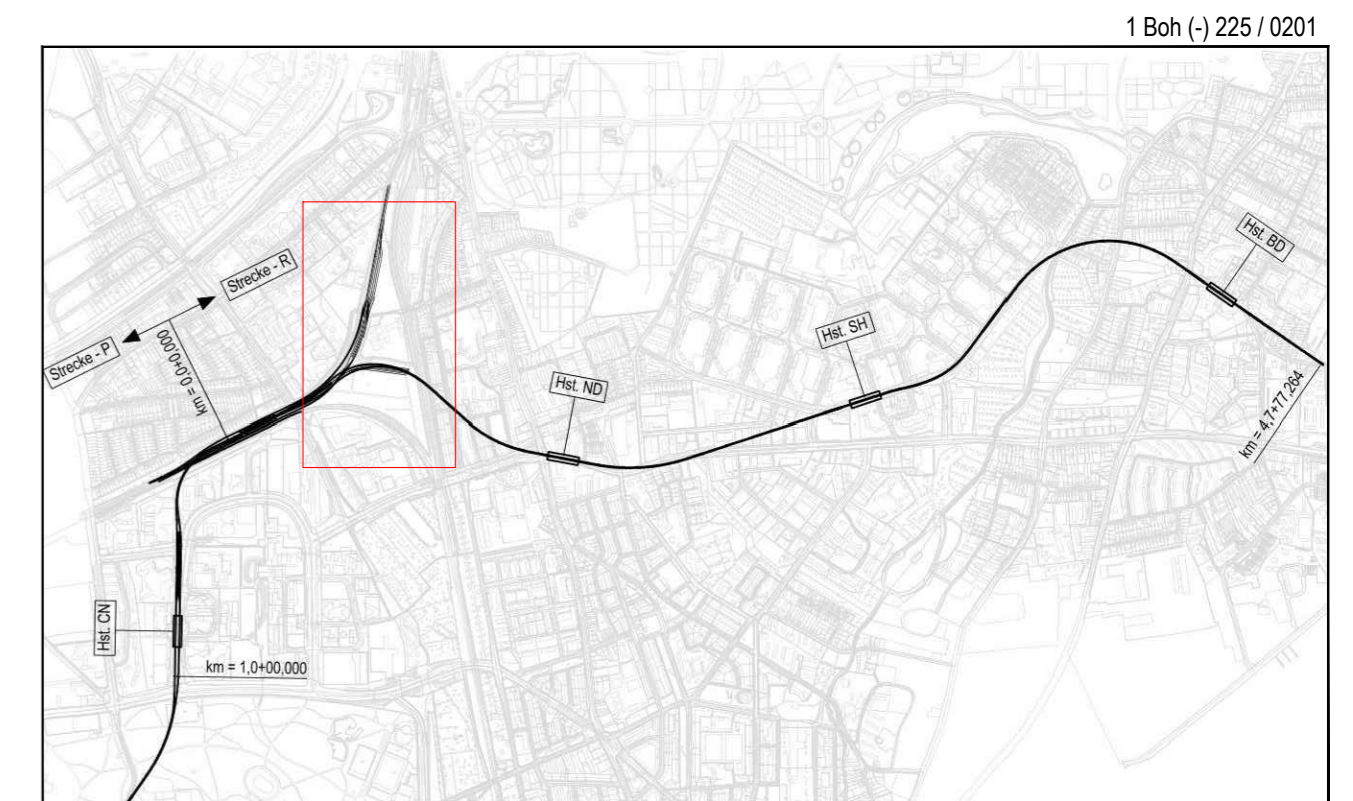 1 Boh (-) 225 / 0201
Hst. BD
Strecke - R
Strecke - P
km = 0,0+0,000
Hst. SH
Hst. ND
km = 4,7+77,264
Hst. CN
km = 1,0+00,000